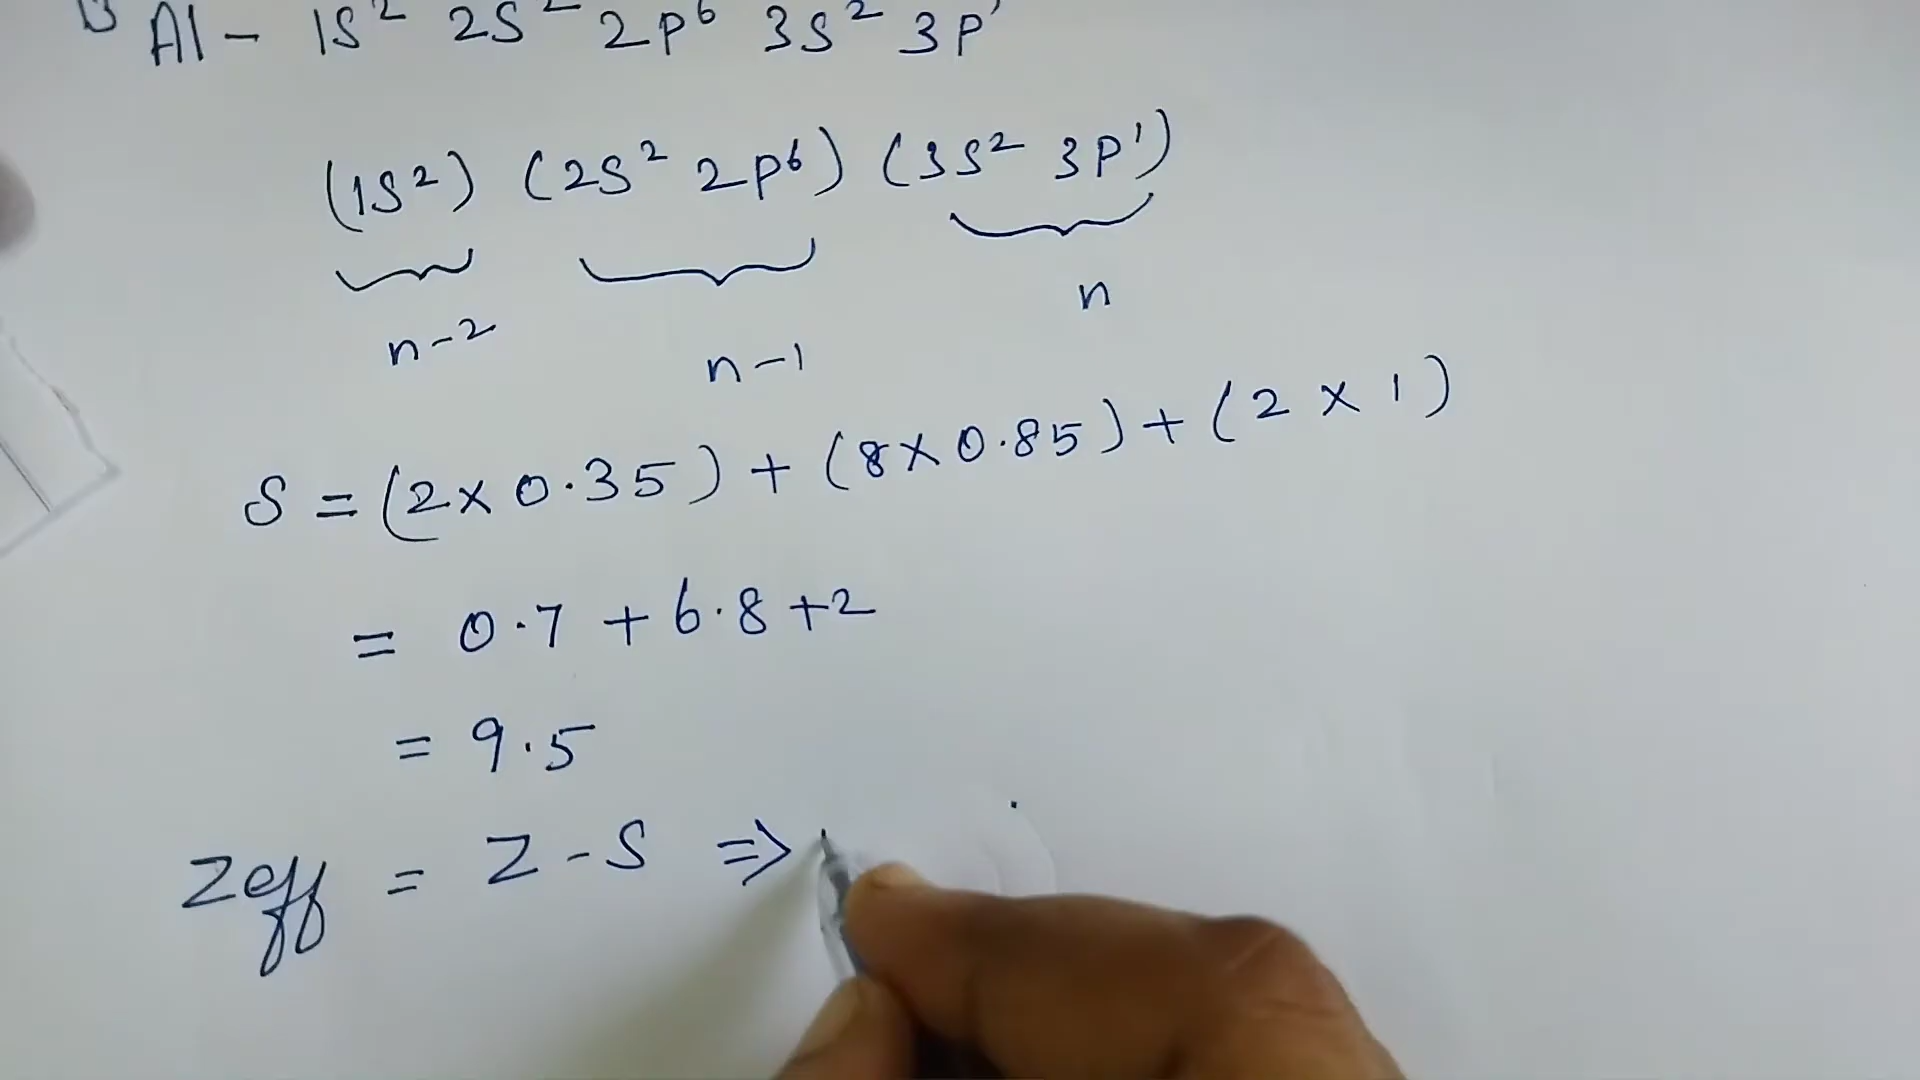 13 Al - 1s² 2s² 2p⁶ 3s² 3p¹
(1s²) (2s² 2p⁶) (3s² 3p¹)
n-2 n-1 n
S = (2×0.35) + (8×0.85) + (2×1)
= 0.7 + 6.8 +2
= 9.5
Zeff = Z-S ⇒